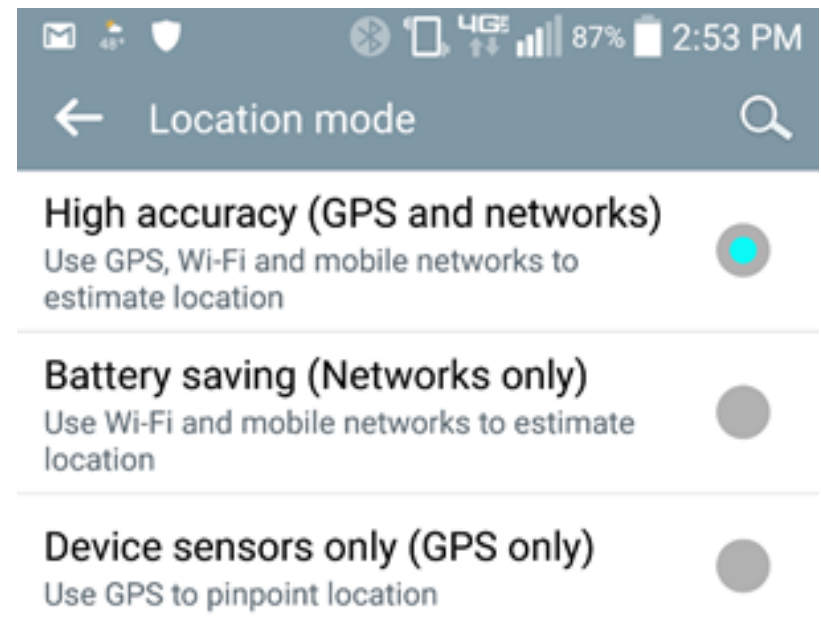 48° 4GE 87% 2:53 PM
Location mode
High accuracy (GPS and networks)
Use GPS, Wi-Fi and mobile networks to
estimate location
Battery saving (Networks only)
Use Wi-Fi and mobile networks to estimate
location
Device sensors only (GPS only)
Use GPS to pinpoint location